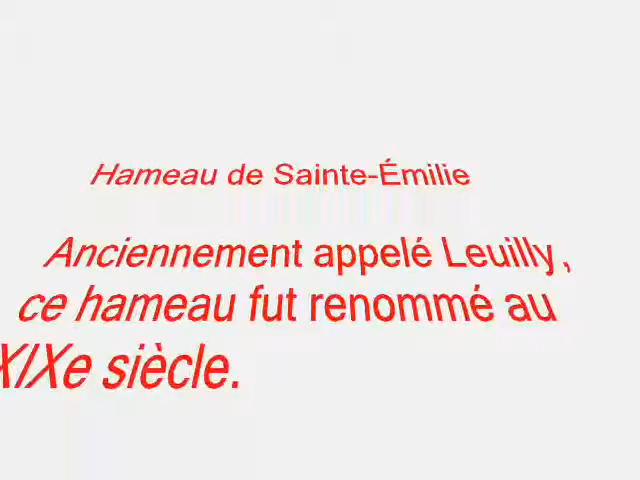 Hameau de Sainte-Émilie
Anciennement appelé Leuilly,
ce hameau fut renommé au
XIXe siècle.